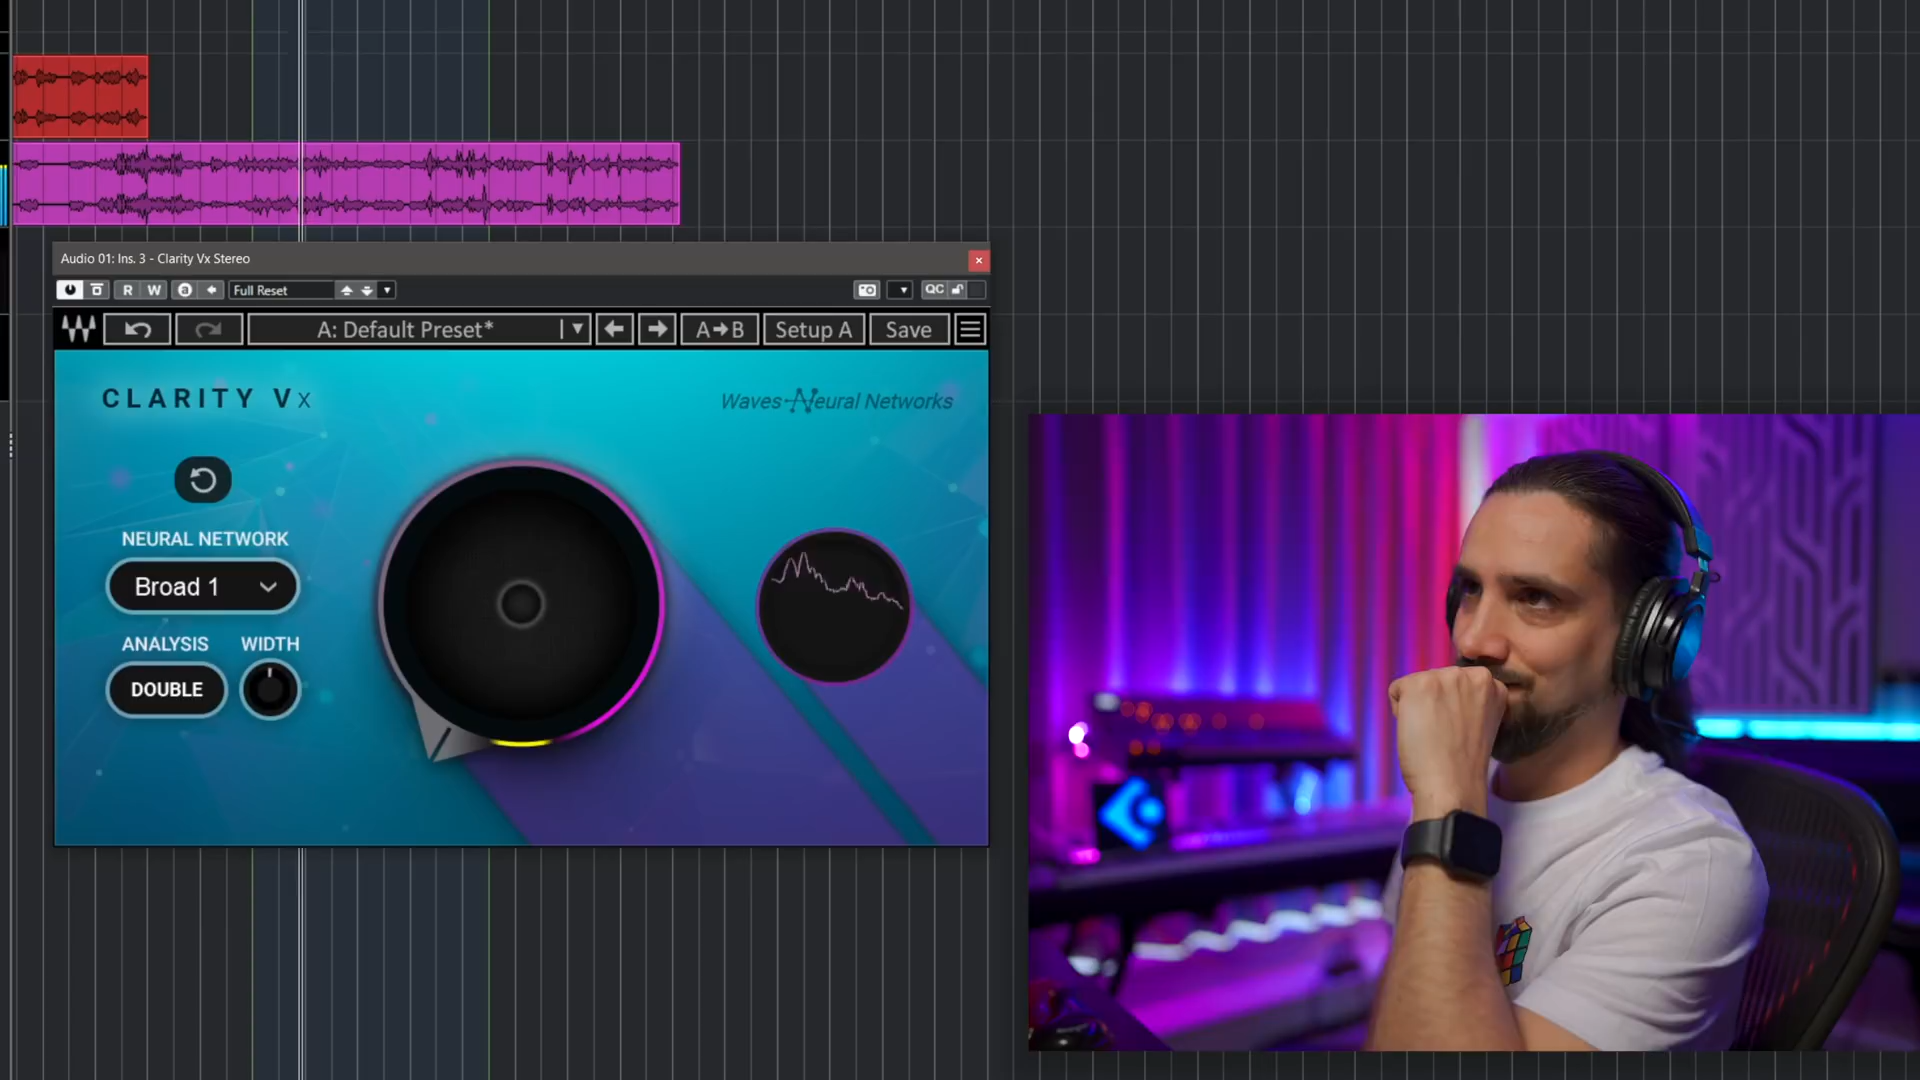 Audio 01: Ins. 3 - Clarity Vx Stereo
R W a Full Reset QC
A: Default Preset* A→B Setup A Save
CLARITY Vx
Waves Neural Networks
NEURAL NETWORK
Broad 1
ANALYSIS WIDTH
DOUBLE